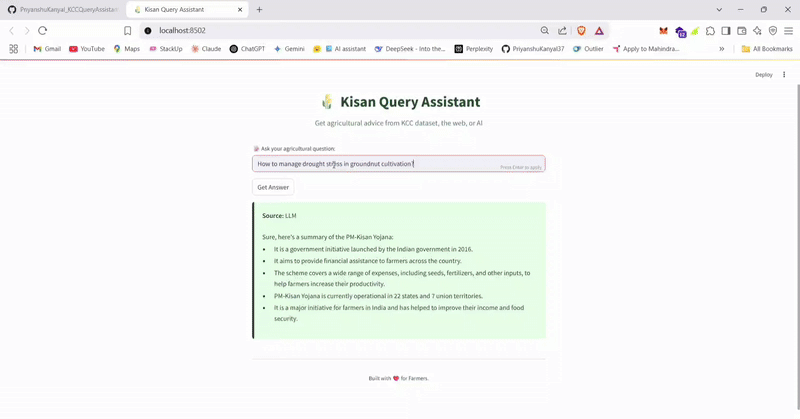 PriyanshuKanyal_KCCQueryAssistan
Kisan Query Assistant
localhost:8502
Gmail
YouTube
Maps
StackUp
Claude
ChatGPT
Gemini
AI assistant
DeepSeek - Into the...
Perplexity
PriyanshuKanyal37
Outlier
Apply to Mahindra...
»
All Bookmarks
Deploy
Kisan Query Assistant
Get agricultural advice from KCC dataset, the web, or AI
Ask your agricultural question:
How to manage drought stress in groundnut cultivation?
Press Enter to apply
Get Answer
Source: LLM
Sure, here's a summary of the PM-Kisan Yojana:
• It is a government initiative launched by the Indian government in 2016.
• It aims to provide financial assistance to farmers across the country.
• The scheme covers a wide range of expenses, including seeds, fertilizers, and other inputs, to
help farmers increase their productivity.
• PM-Kisan Yojana is currently operational in 22 states and 7 union territories.
• It is a major initiative for farmers in India and has helped to improve their income and food
security.
Built with ❤️ for Farmers.